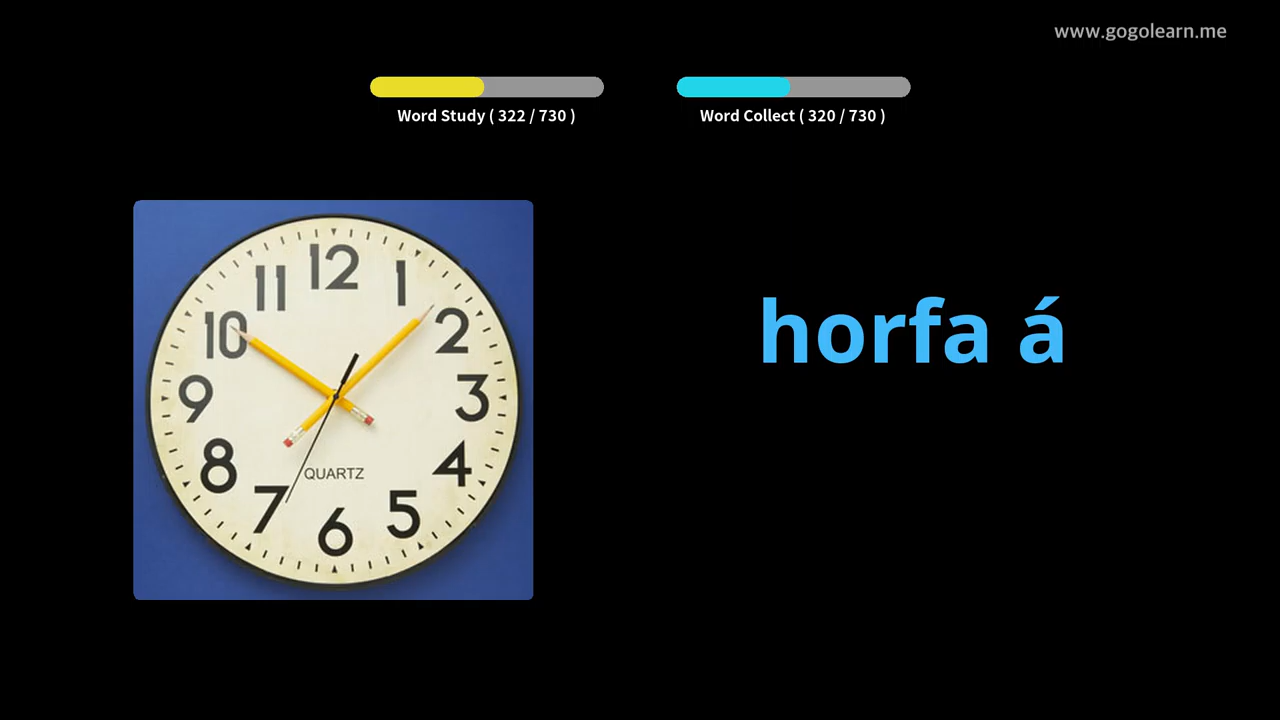 www.gogolearn.me
Word Study ( 322 / 730 )
Word Collect ( 320 / 730 )
12
11
1
10
2
9
3
8
4
QUARTZ
7
5
6
horfa á